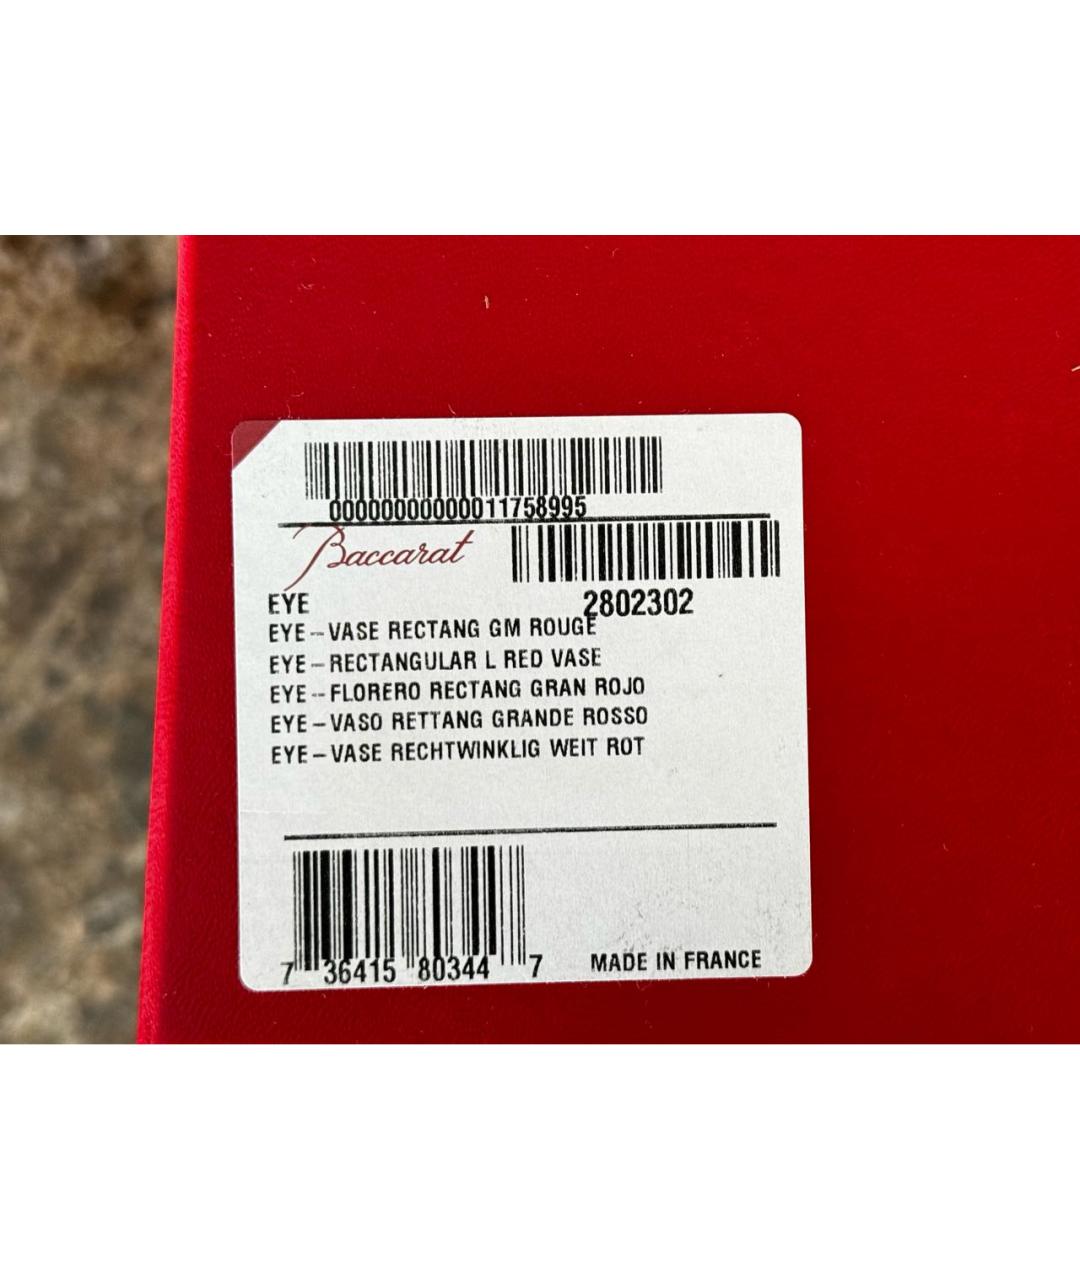 00000000000011758995
Baccarat
EYE 2802302
EYE-VASE RECTANG GM ROUGE
EYE-RECTANGULAR L RED VASE
EYE-FLORERO RECTANG GRAN ROJO
EYE-VASO RETTANG GRANDE ROSSO
EYE-VASE RECHTWINKLIG WEIT ROT
7 36415 80344 7 MADE IN FRANCE